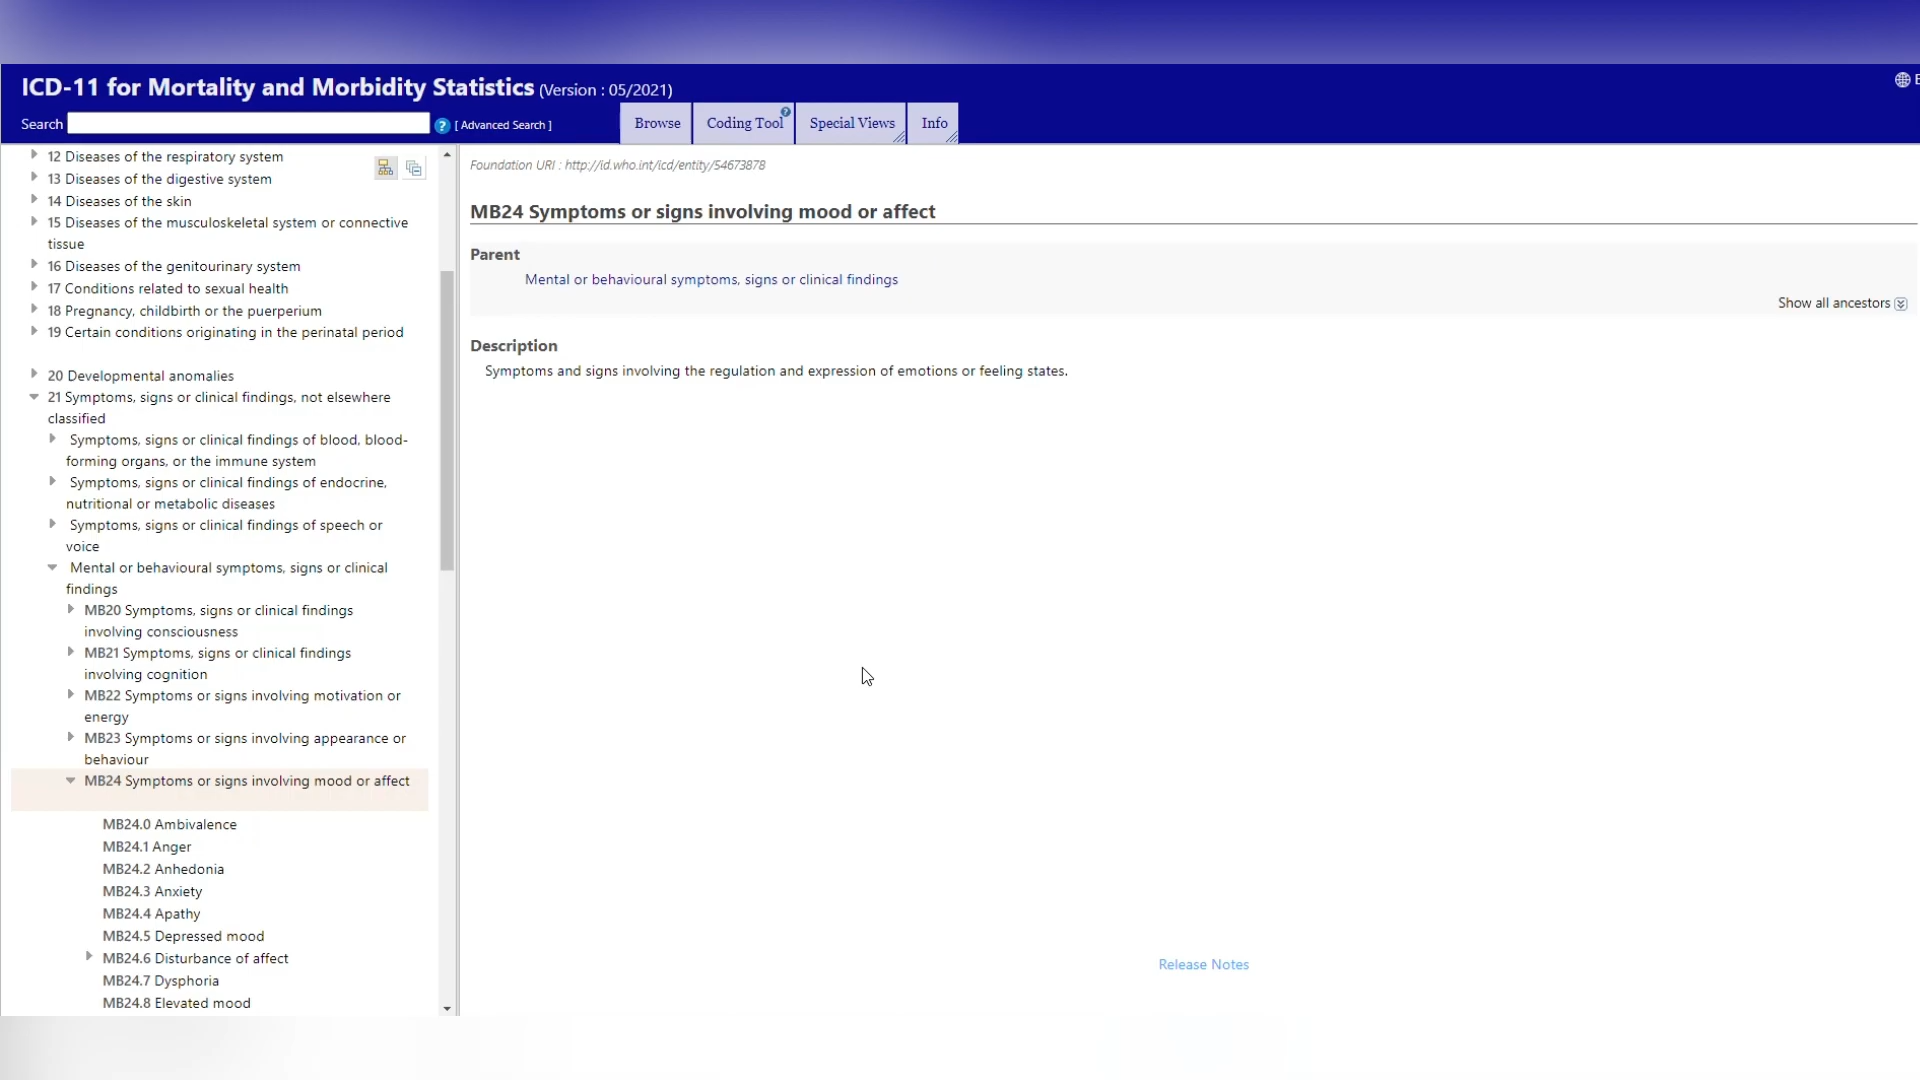 ICD-11 for Mortality and Morbidity Statistics (Version : 05/2021)
Search
? [ Advanced Search ]
Browse
Coding Tool ?
Special Views
Info
12 Diseases of the respiratory system
13 Diseases of the digestive system
14 Diseases of the skin
15 Diseases of the musculoskeletal system or connective
tissue
16 Diseases of the genitourinary system
17 Conditions related to sexual health
18 Pregnancy, childbirth or the puerperium
19 Certain conditions originating in the perinatal period
20 Developmental anomalies
21 Symptoms, signs or clinical findings, not elsewhere
classified
Symptoms, signs or clinical findings of blood, blood-
forming organs, or the immune system
Symptoms, signs or clinical findings of endocrine,
nutritional or metabolic diseases
Symptoms, signs or clinical findings of speech or
voice
Mental or behavioural symptoms, signs or clinical
findings
MB20 Symptoms, signs or clinical findings
involving consciousness
MB21 Symptoms, signs or clinical findings
involving cognition
MB22 Symptoms or signs involving motivation or
energy
MB23 Symptoms or signs involving appearance or
behaviour
MB24 Symptoms or signs involving mood or affect
MB24.0 Ambivalence
MB24.1 Anger
MB24.2 Anhedonia
MB24.3 Anxiety
MB24.4 Apathy
MB24.5 Depressed mood
MB24.6 Disturbance of affect
MB24.7 Dysphoria
MB24.8 Elevated mood
Foundation URI : http://id.who.int/icd/entity/54673878
MB24 Symptoms or signs involving mood or affect
Parent
Mental or behavioural symptoms, signs or clinical findings
Show all ancestors
Description
Symptoms and signs involving the regulation and expression of emotions or feeling states.
Release Notes